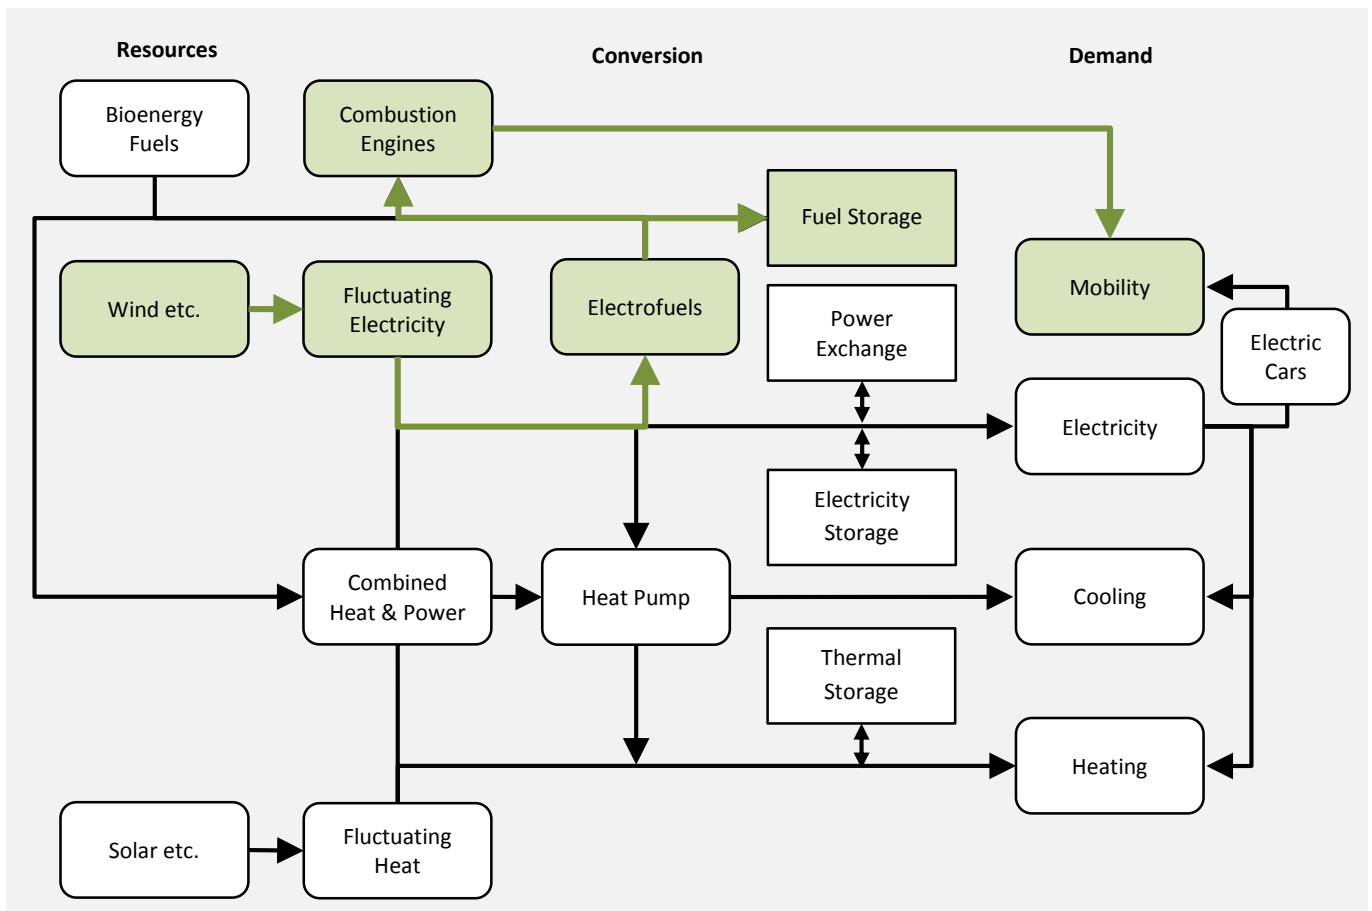 Resources
Conversion
Demand
Bioenergy
Fuels
Combustion
Engines
Fuel Storage
Wind etc.
Fluctuating
Electricity
Electrofuels
Mobility
Power
Exchange
Electric
Cars
Electricity
Electricity
Storage
Combined
Heat & Power
Heat Pump
Cooling
Thermal
Storage
Heating
Solar etc.
Fluctuating
Heat